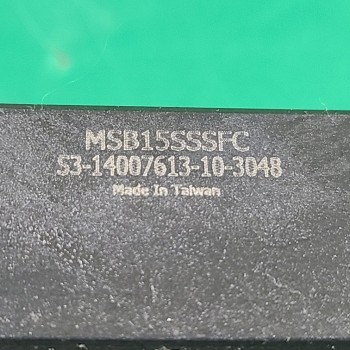 MSB15SSSFC
S3-14007613-10-3048
Made In Taiwan